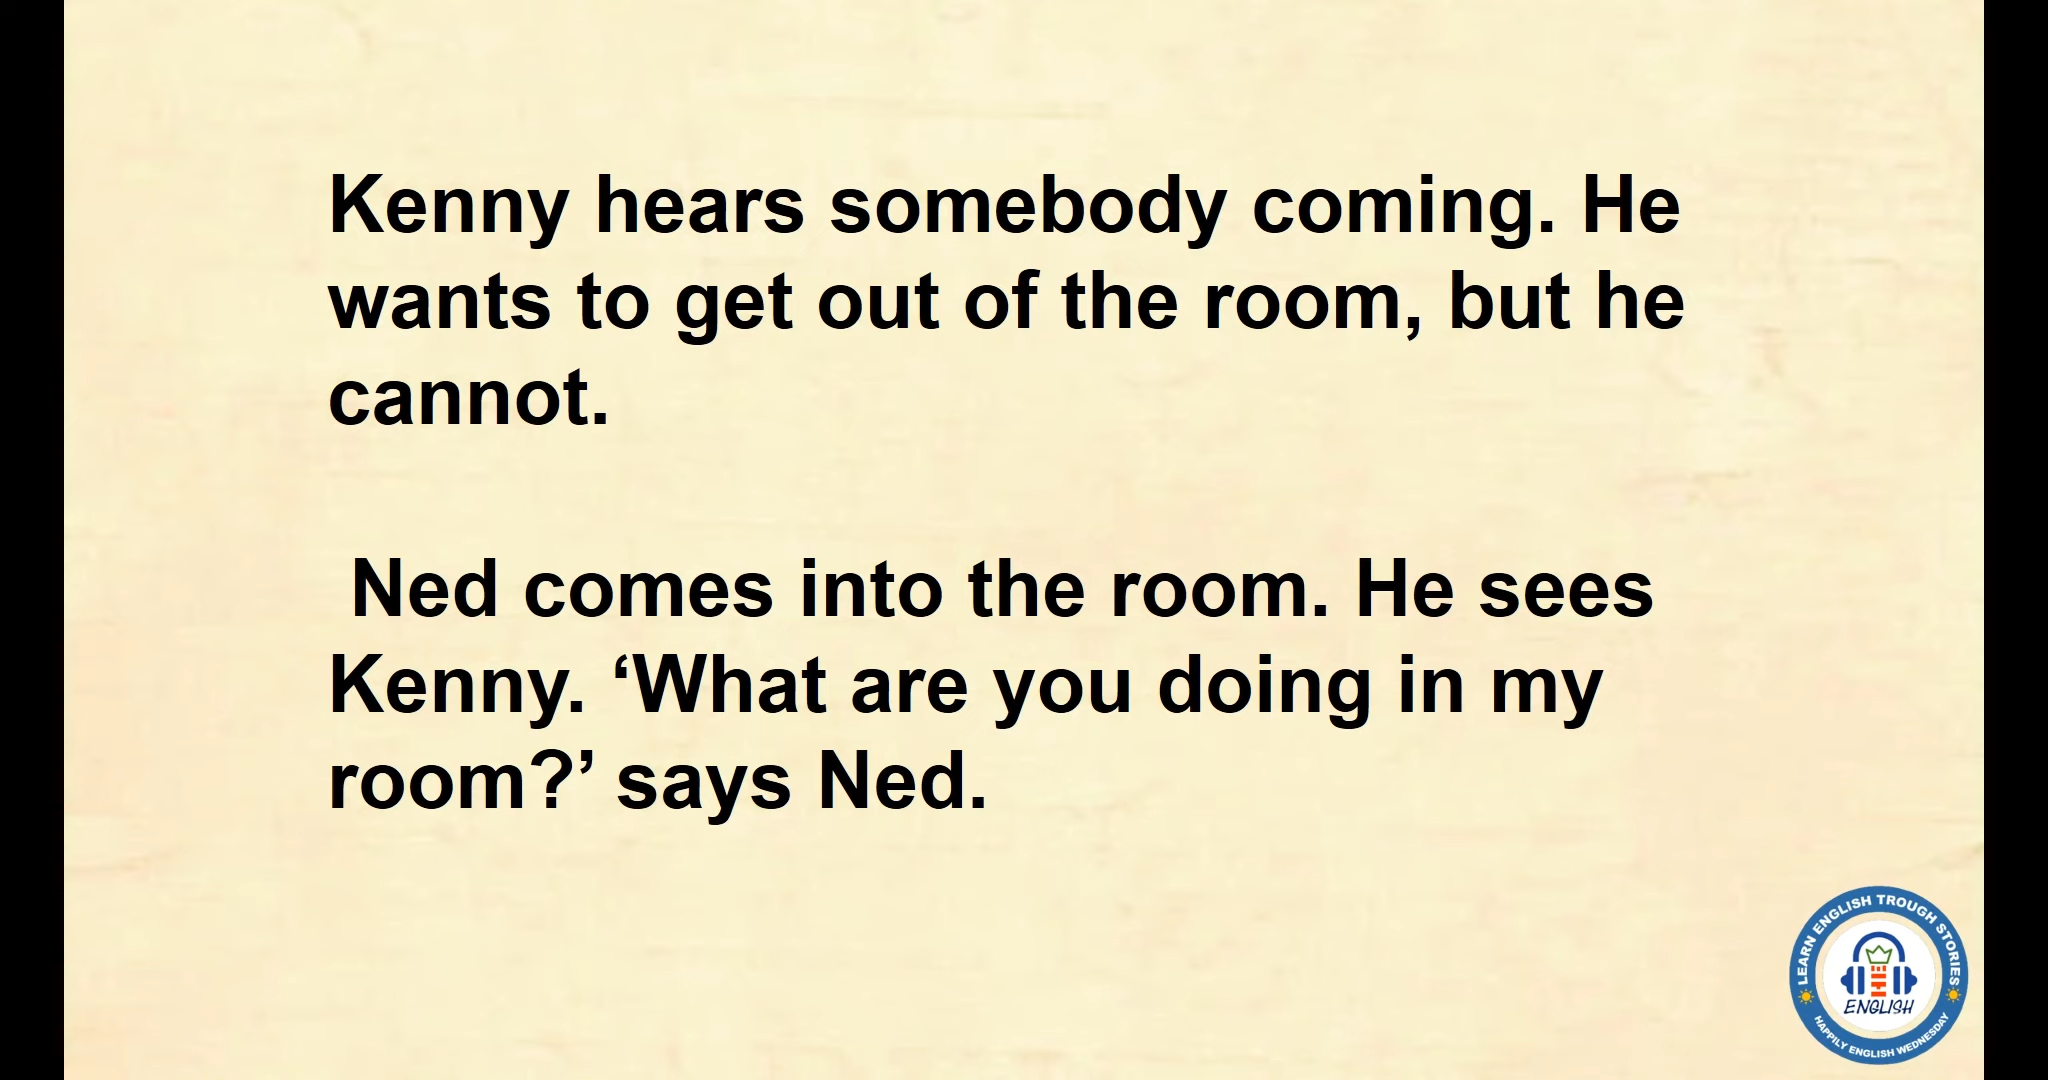 Kenny hears somebody coming. He
wants to get out of the room, but he
cannot.
Ned comes into the room. He sees
Kenny. ‘What are you doing in my
room?’ says Ned.
LEARN ENGLISH TROUGH STORIES
ENGLISH
HAPPILY ENGLISH WEDNESDAY